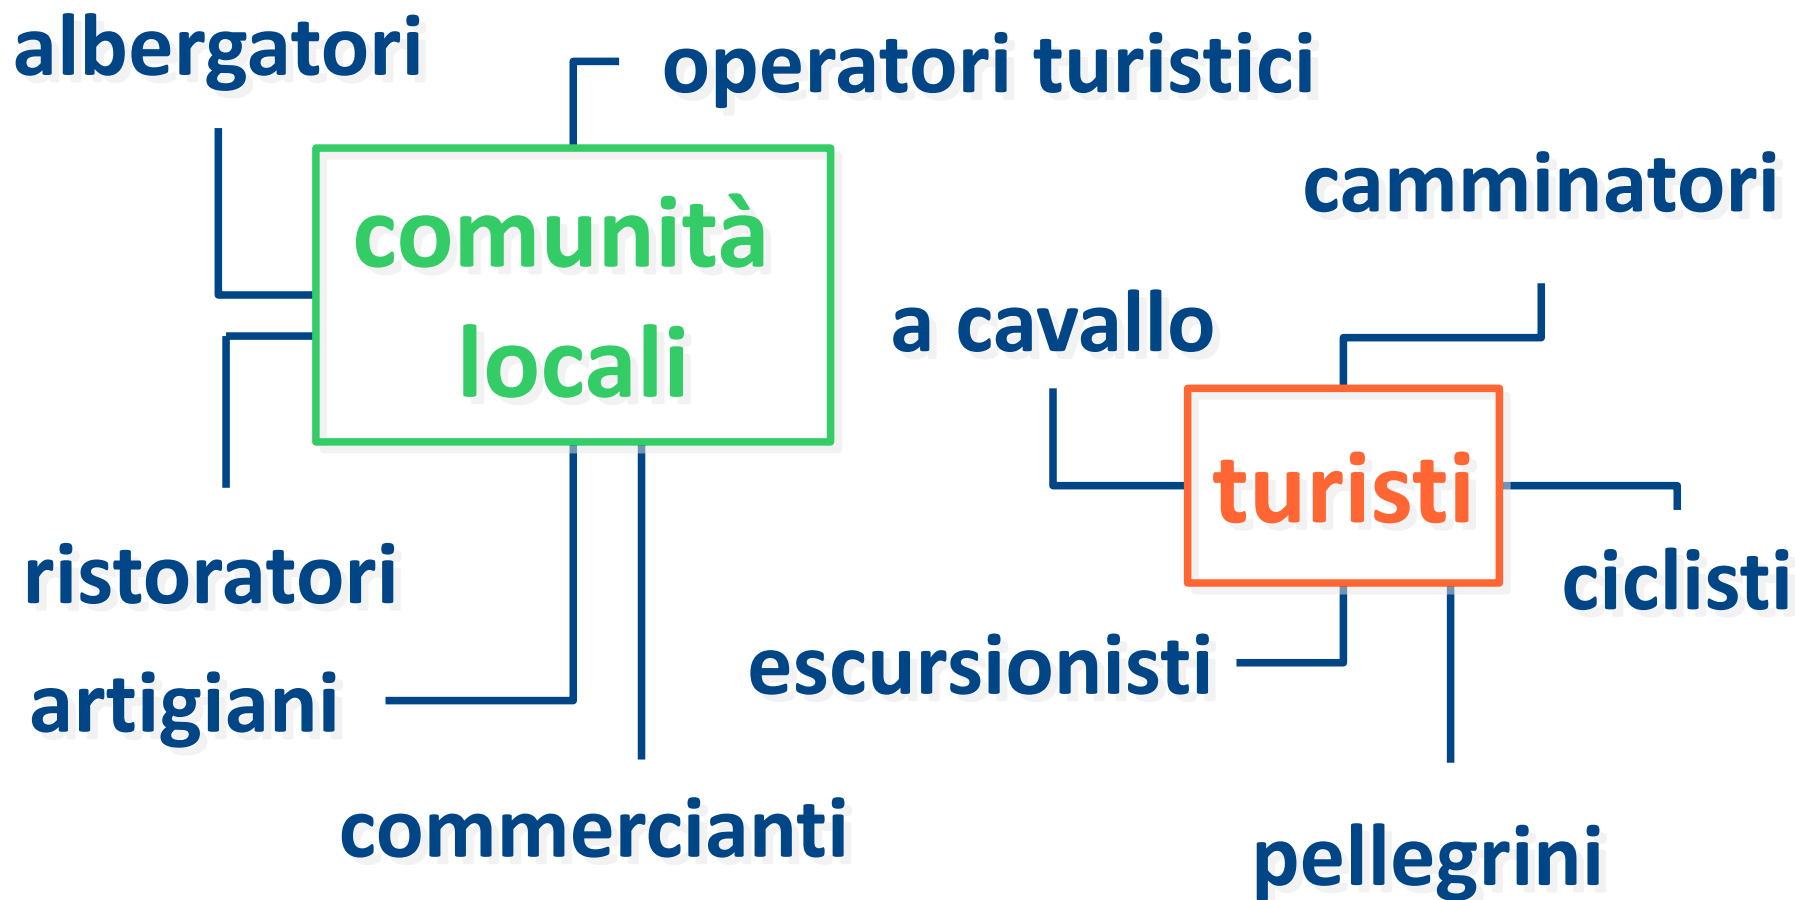 albergatori
operatori turistici
comunità
locali
ristoratori
artigiani
commercianti
camminatori
a cavallo
turisti
ciclisti
escursionisti
pellegrini